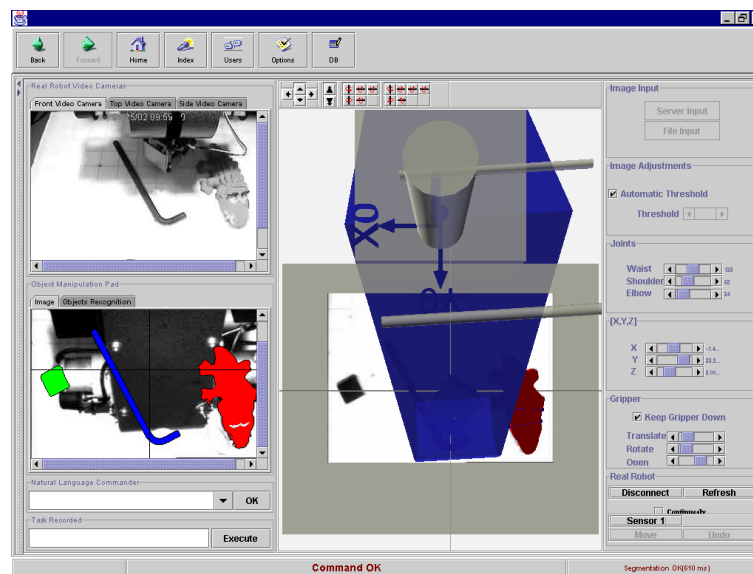 Back
Forward
Home
Index
Users
Options
DB
Real Robot Video Cameras
Front Video Camera
Top Video Camera
Side Video Camera
Object Manipulation Pad
Image
Objects Recognition
Natural Language Commander
OK
Task Recorded
Execute
X0
Image Input
Server Input
File Input
Image Adjustments
Automatic Threshold
Threshold
Joints
Waist
Shoulder
Elbow
[X,Y,Z]
X
Y
Z
Gripper
Keep Gripper Down
Translate
Rotate
Open
Real Robot
Disconnect
Refresh
Continuously
Sensor 1
Move
Undo
Command OK
Segmentation OK(610 ms)